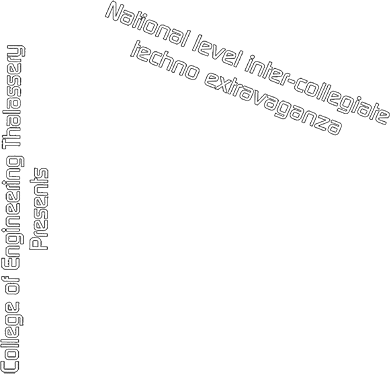 College of Engineering Thalassery
Presents
National level inter-collegiate
techno extravaganza